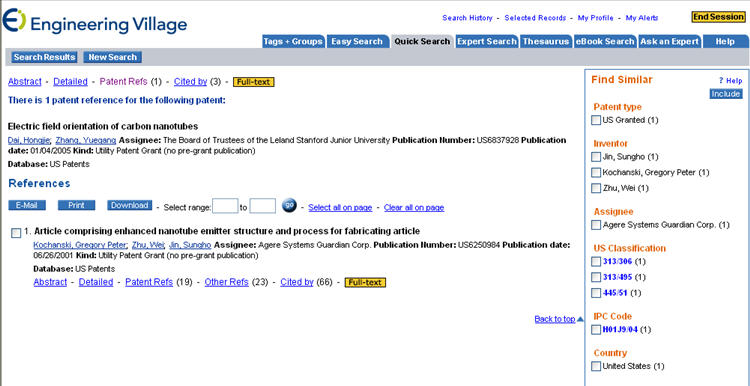 Engineering Village
Search History - Selected Records - My Profile - My Alerts
End Session
Tags + Groups Easy Search Quick Search Expert Search Thesaurus eBook Search Ask an Expert Help
Search Results New Search
Abstract - Detailed - Patent Refs (1) - Cited by (3) - Full-text
There is 1 patent reference for the following patent:
Electric field orientation of carbon nanotubes
Dai, Hongjie; Zhang, Yuegang Assignee: The Board of Trustees of the Leland Stanford Junior University Publication Number: US6837928 Publication
date: 01/04/2005 Kind: Utility Patent Grant (no pre-grant publication)
Database: US Patents
References
E-Mail Print Download - Select range: to go - Select all on page - Clear all on page
1. Article comprising enhanced nanotube emitter structure and process for fabricating article
Kochanski, Gregory Peter; Zhu, Wei; Jin, Sungho Assignee: Agere Systems Guardian Corp. Publication Number: US6250984 Publication date:
06/26/2001 Kind: Utility Patent Grant (no pre-grant publication)
Database: US Patents
Abstract - Detailed - Patent Refs (19) - Other Refs (23) - Cited by (66) - Full-text
Back to top
Find Similar
? Help
Include
Patent type
US Granted (1)
Inventor
Jin, Sungho (1)
Kochanski, Gregory Peter (1)
Zhu, Wei (1)
Assignee
Agere Systems Guardian Corp. (1)
US Classification
313/306 (1)
313/495 (1)
445/51 (1)
IPC Code
H01J9/04 (1)
Country
United States (1)